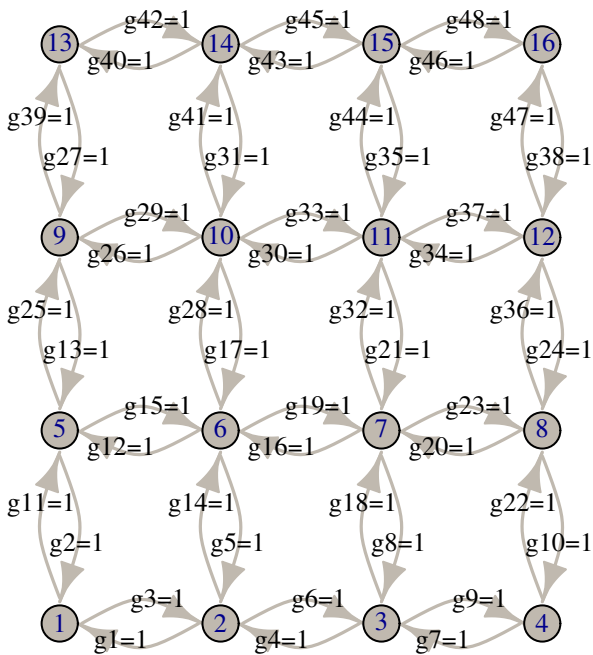 g42=1 g45=1 g48=1
13 14 15 16
g40=1 g43=1 g46=1
g39=1 g41=1 g44=1 g47=1
g27=1 g31=1 g35=1 g38=1
g29=1 g33=1 g37=1
9 10 11 12
g26=1 g30=1 g34=1
g25=1 g28=1 g32=1 g36=1
g13=1 g17=1 g21=1 g24=1
g15=1 g19=1 g23=1
5 6 7 8
g12=1 g16=1 g20=1
g11=1 g14=1 g18=1 g22=1
g2=1 g5=1 g8=1 g10=1
g3=1 g6=1 g9=1
1 2 3 4
g1=1 g4=1 g7=1